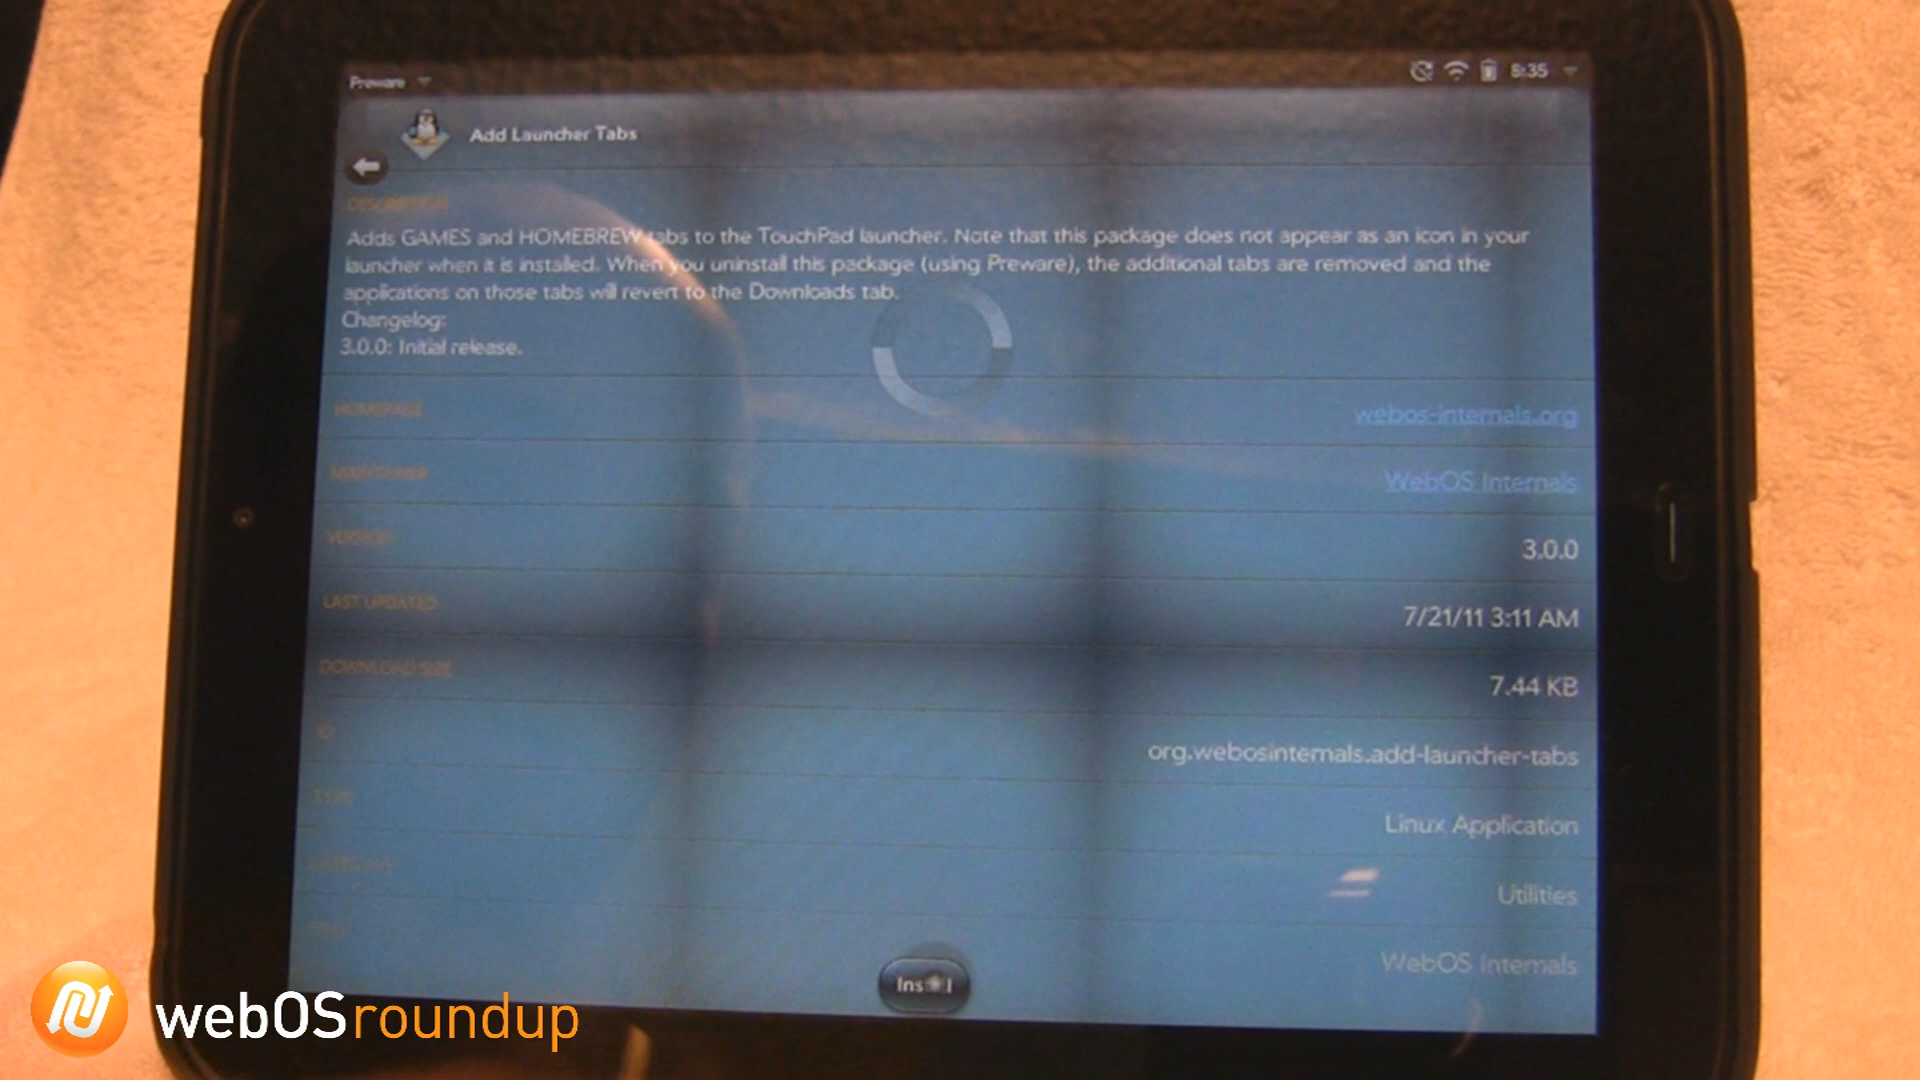 Preware
8:35
Add Launcher Tabs
DESCRIPTION
Adds GAMES and HOMEBREW tabs to the TouchPad launcher. Note that this package does not appear as an icon in your
launcher when it is installed. When you uninstall this package (using Preware), the additional tabs are removed and the
applications on those tabs will revert to the Downloads tab.
Changelog:
3.0.0: Initial release.
HOMEPAGE webos-internals.org
MAINTAINER WebOS Internals
VERSION 3.0.0
LAST UPDATED 7/21/11 3:11 AM
DOWNLOAD SIZE 7.44 KB
ID org.webosinternals.add-launcher-tabs
TYPE Linux Application
Utilities
WebOS Internals
Install
webOSroundup